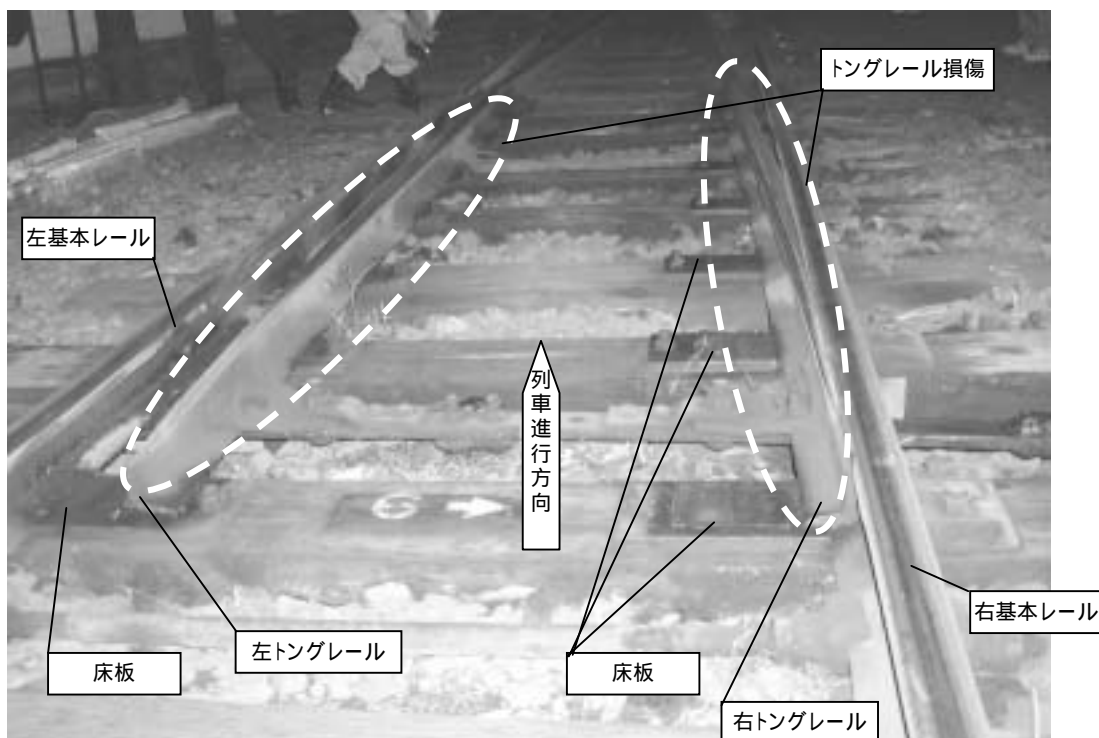 トングレール損傷
左基本レール
列車進行方向
右基本レール
左トングレール
床板
床板
右トングレール